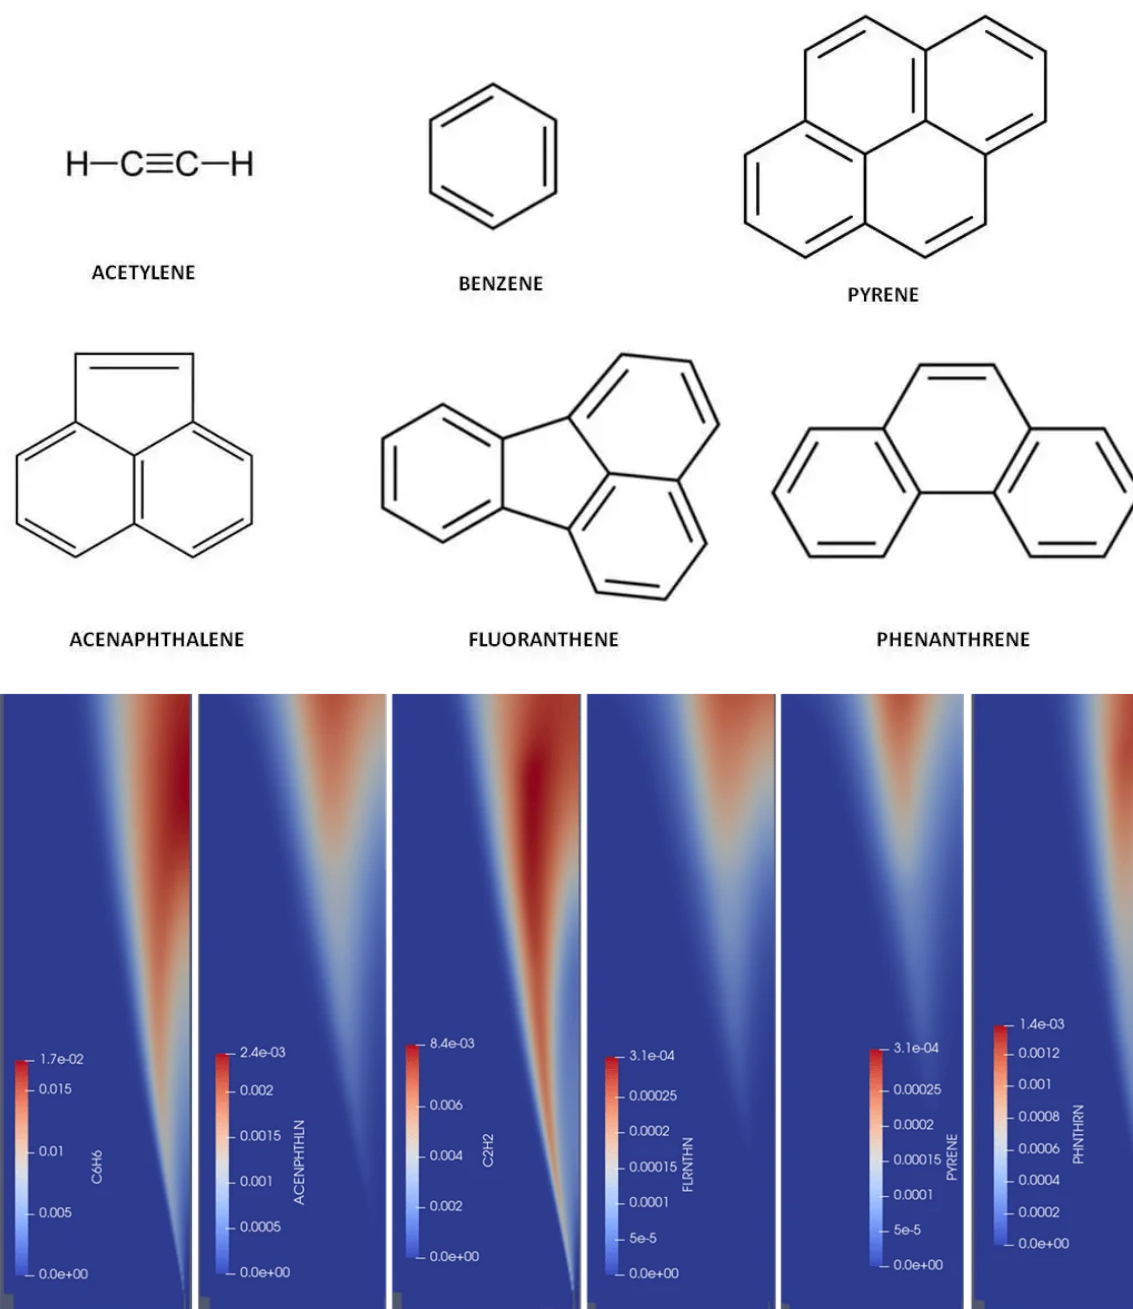 H–C≡C–H
ACETYLENE
BENZENE
PYRENE
ACENAPHTHALENE
FLUORANTHENE
PHENANTHRENE
1.7e-02
0.015
0.01
0.005
0.0e+00
C6H6
2.4e-03
0.002
0.0015
0.001
0.0005
0.0e+00
ACENPHTHLN
8.4e-03
0.006
0.004
0.002
0.0e+00
C2H2
3.1e-04
0.00025
0.0002
0.00015
0.0001
5e-5
0.0e+00
FLRNTHN
3.1e-04
0.00025
0.0002
0.00015
0.0001
5e-5
0.0e+00
PYRENE
1.4e-03
0.0012
0.001
0.0008
0.0006
0.0004
0.0002
0.0e+00
PHNTHRN